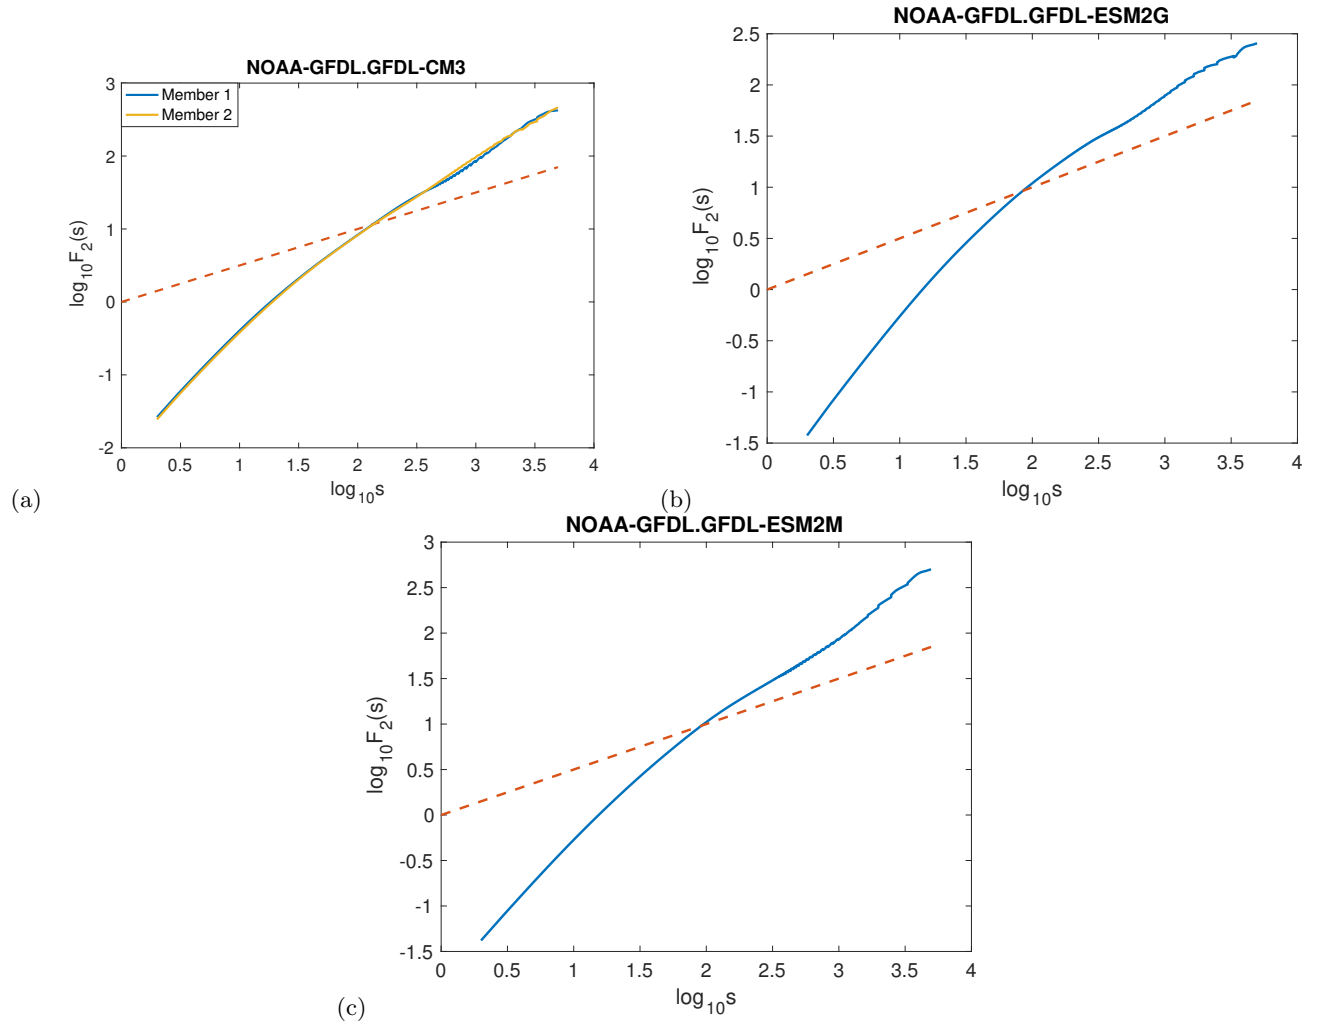 NOAA-GFDL.GFDL-CM3
Member 1
Member 2
3
2
1
0
-1
-2
log₁₀F₂(s)
0 0.5 1 1.5 2 2.5 3 3.5 4
log₁₀s
(a)
NOAA-GFDL.GFDL-ESM2G
2.5
2
1.5
1
0.5
0
-0.5
-1
-1.5
log₁₀F₂(s)
0 0.5 1 1.5 2 2.5 3 3.5 4
log₁₀s
(b)
NOAA-GFDL.GFDL-ESM2M
3
2.5
2
1.5
1
0.5
0
-0.5
-1
-1.5
log₁₀F₂(s)
0 0.5 1 1.5 2 2.5 3 3.5 4
log₁₀s
(c)